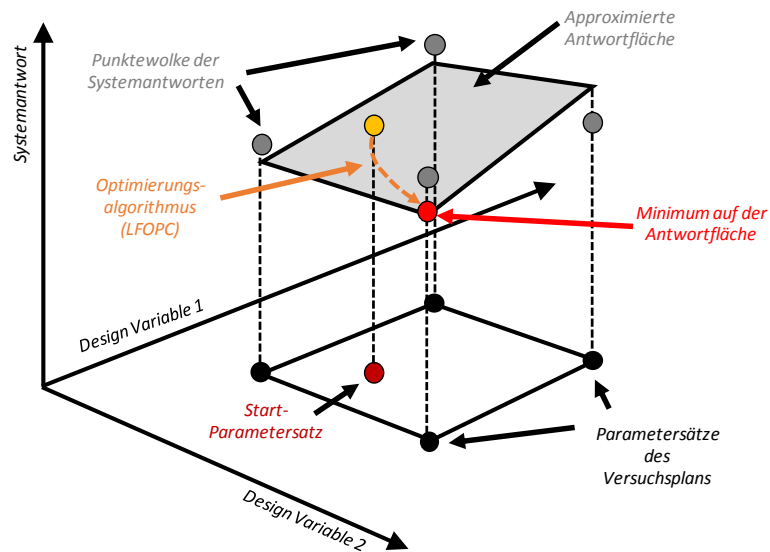 Systemantwort
Punktewolke der
Systemantworten
Approximierte
Antwortfläche
Optimierungs-
algorithmus
(LFOPC)
Minimum auf der
Antwortfläche
Design Variable 1
Start-
Parametersatz
Parametersätze
des
Versuchsplans
Design Variable 2